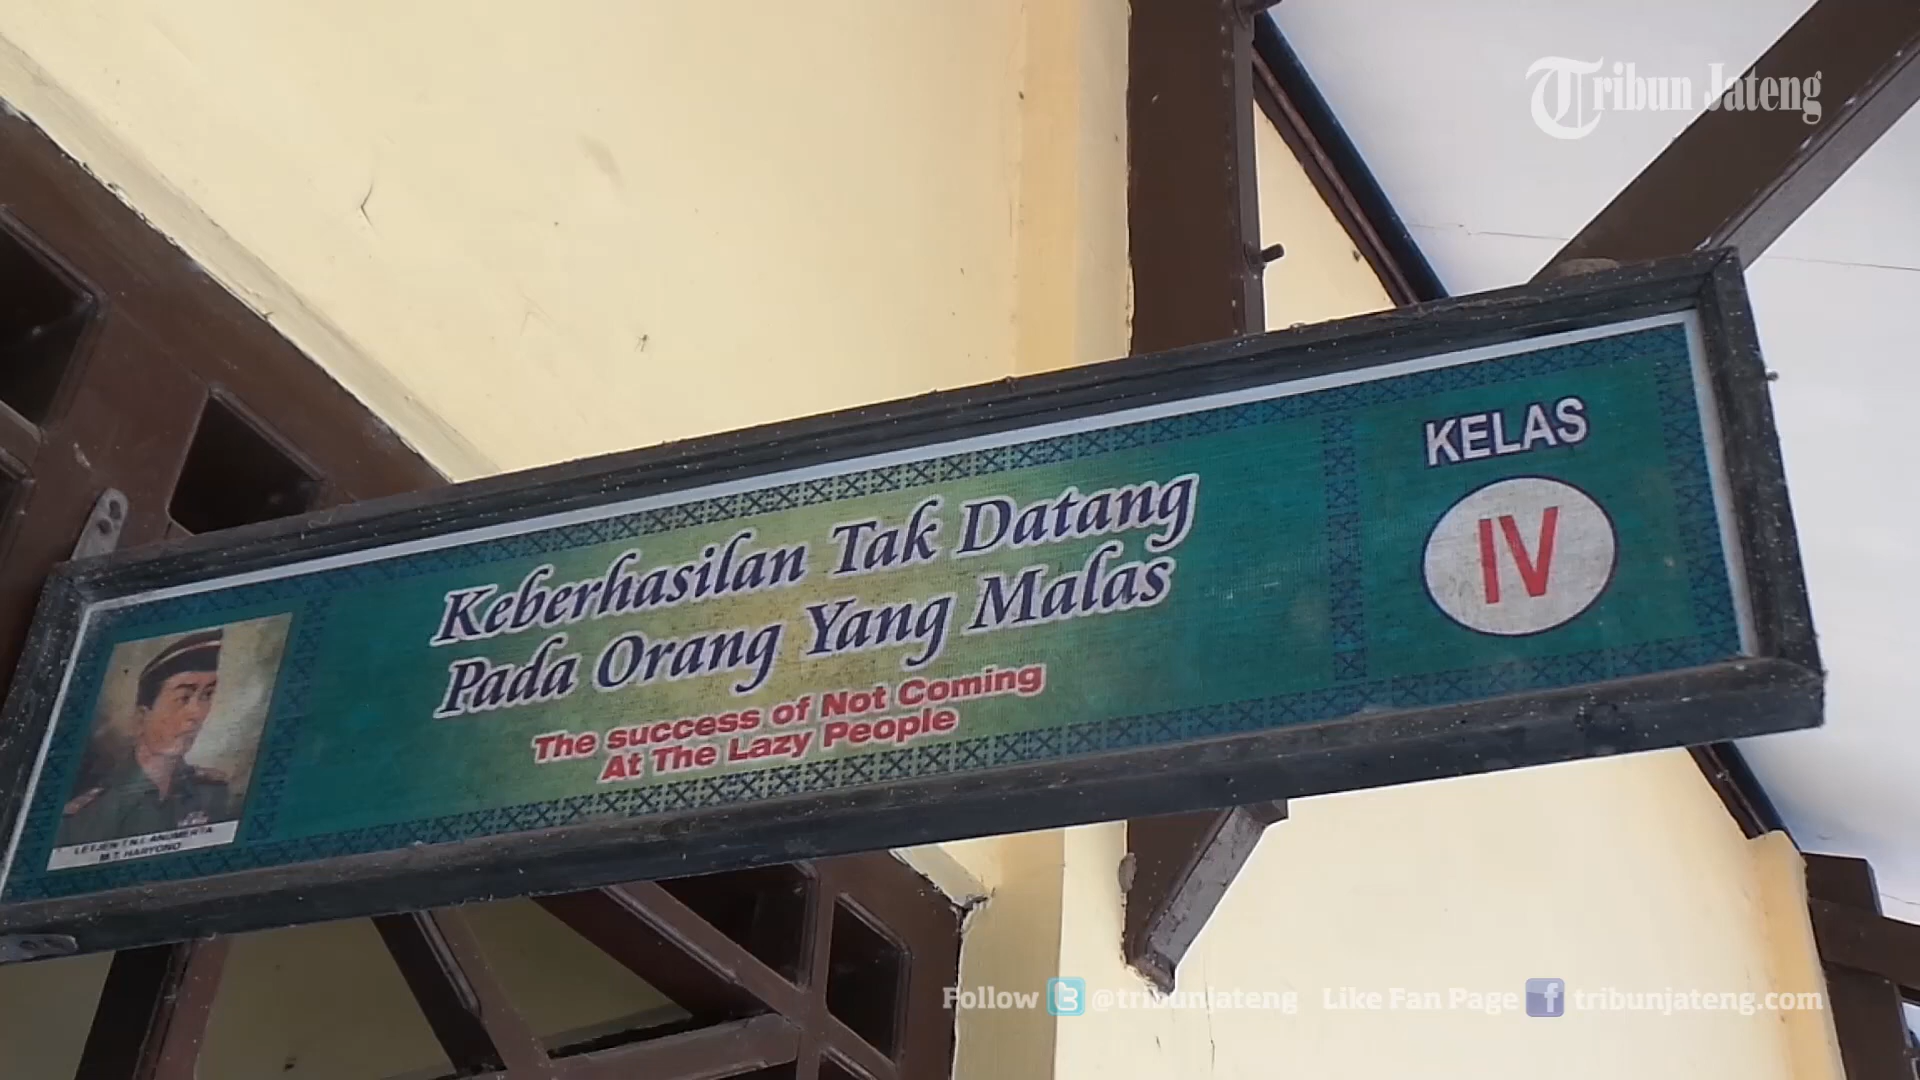 Tribun Jateng
KELAS
IV
Keberhasilan Tak Datang
Pada Orang Yang Malas
The success of Not Coming
At The Lazy People
LETJEN T.N.I. ANUMERTA
M.T. HARYONO
Follow @tribunjateng Like Fan Page tribunjateng.com